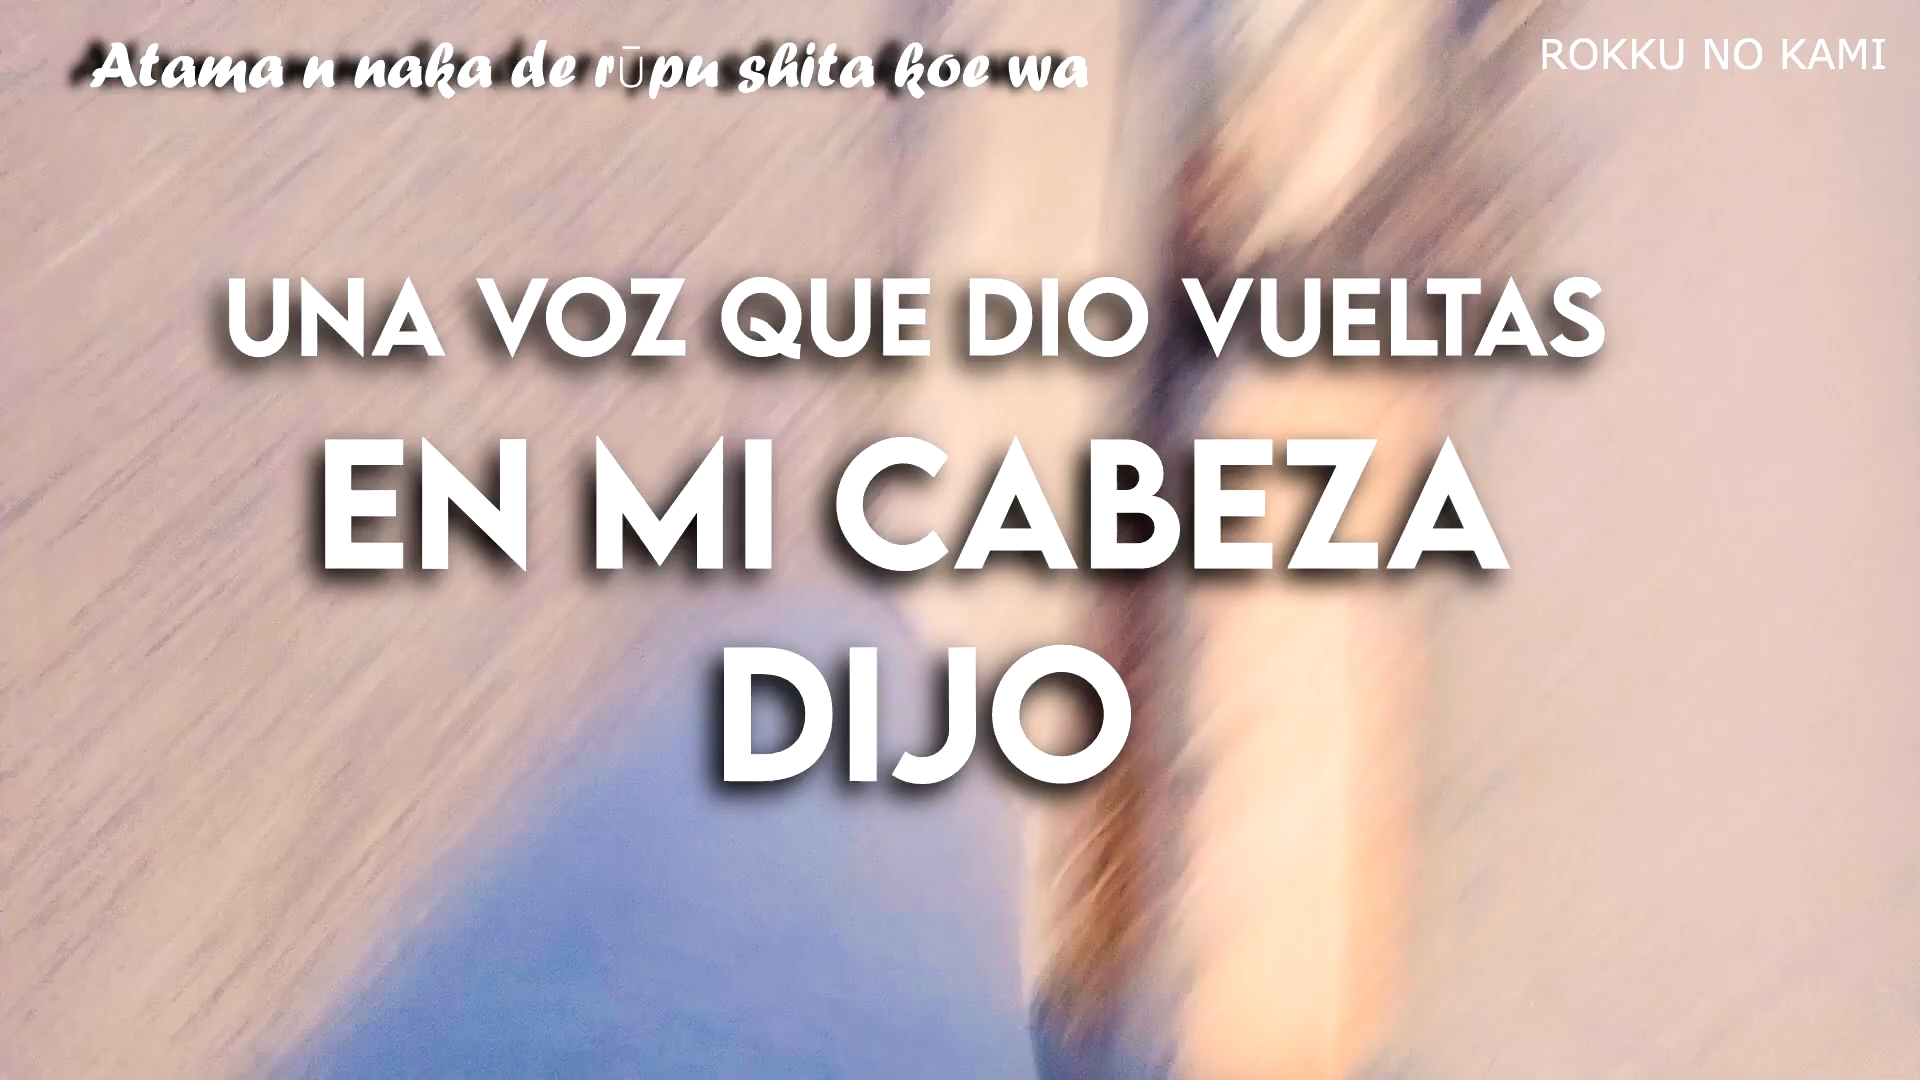 Atama n naka de rūpu shita koe wa
ROKKU NO KAMI
UNA VOZ QUE DIO VUELTAS
EN MI CABEZA
DIJO